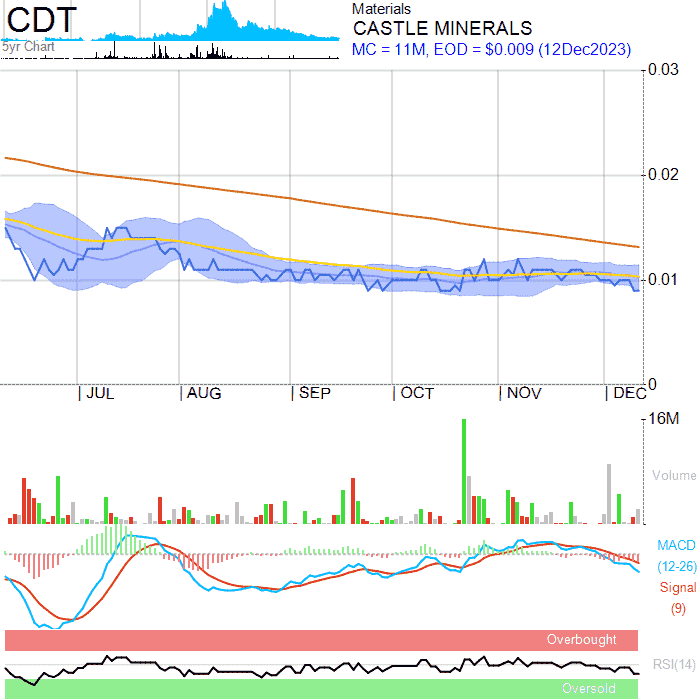 CDT
5yr Chart
Materials
CASTLE MINERALS
MC = 11M, EOD = $0.009 (12Dec2023)
0.03
0.02
0.01
0
| JUL | AUG | SEP | OCT | NOV | DEC
16M
Volume
MACD
(12-26)
Signal
(9)
Overbought
RSI(14)
Oversold